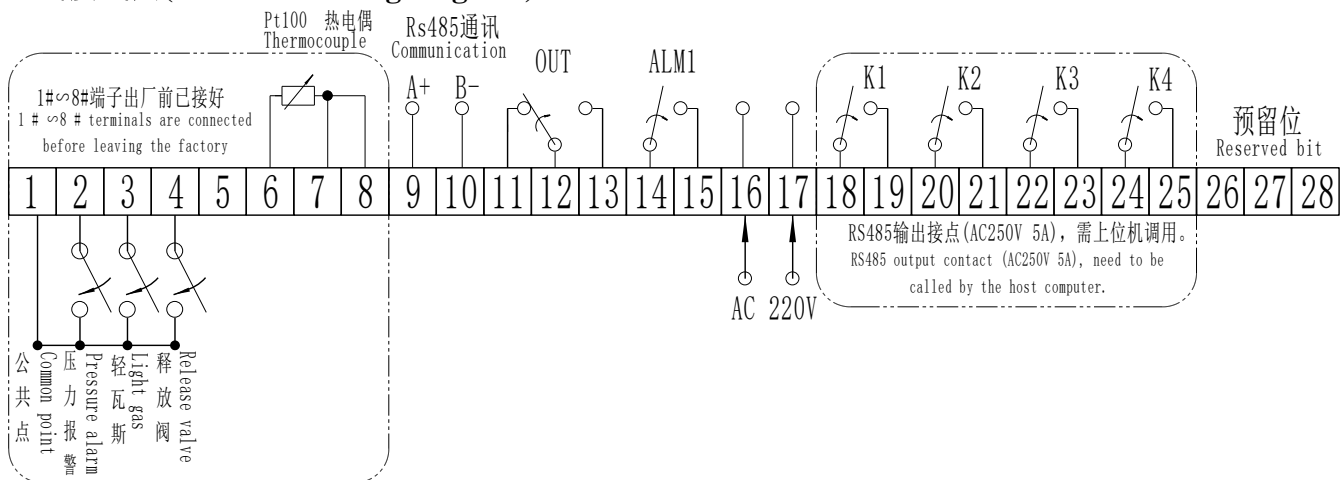 Pt100 热电偶
Thermocouple
Rs485通讯
Communication
A+ B-
OUT
ALM1
K1
K2
K3
K4
1#∽8#端子出厂前已接好
1 # ∽8 # terminals are connected
before leaving the factory
预留位
Reserved bit
1 2 3 4 5 6 7 8 9 10 11 12 13 14 15 16 17 18 19 20 21 22 23 24 25 26 27 28
RS485输出接点(AC250V 5A)，需上位机调用。
RS485 output contact (AC250V 5A), need to be
called by the host computer.
AC 220V
公共点
Common point
压力报警
Pressure alarm
轻瓦斯
Light gas
释放阀
Release valve